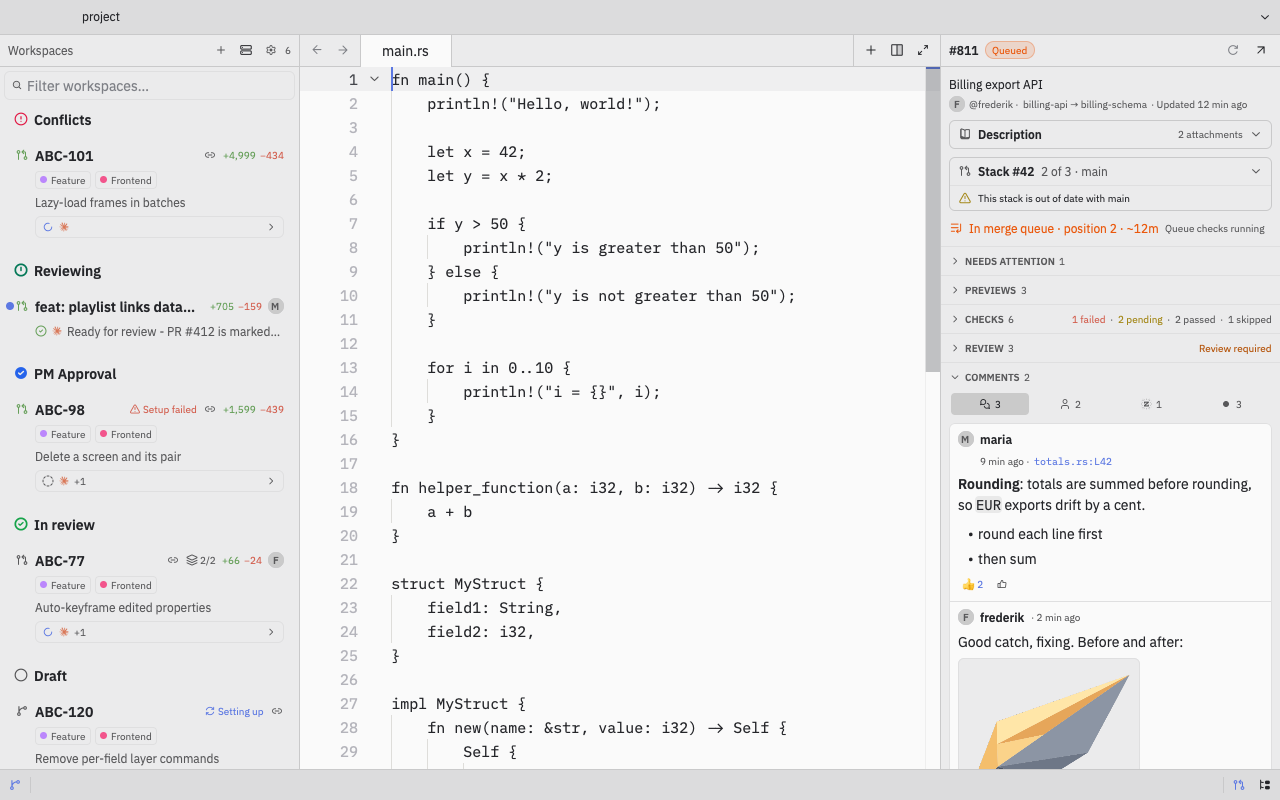 project
Workspaces
6
Filter workspaces...
Conflicts
ABC-101
+4,999 −434
Feature
Frontend
Lazy-load frames in batches
Reviewing
feat: playlist links data...
+705 −159
M
Ready for review - PR #412 is marked...
PM Approval
ABC-98
Setup failed
+1,599 −439
Feature
Frontend
Delete a screen and its pair
+1
In review
ABC-77
2/2
+66 −24
F
Feature
Frontend
Auto-keyframe edited properties
+1
Draft
ABC-120
Setting up
Feature
Frontend
Remove per-field layer commands
main.rs
1 fn main() {
2 println!("Hello, world!");
3
4 let x = 42;
5 let y = x * 2;
6
7 if y > 50 {
8 println!("y is greater than 50");
9 } else {
10 println!("y is not greater than 50");
11 }
12
13 for i in 0..10 {
14 println!("i = {}", i);
15 }
16 }
17
18 fn helper_function(a: i32, b: i32) -> i32 {
19 a + b
20 }
21
22 struct MyStruct {
23 field1: String,
24 field2: i32,
25 }
26
27 impl MyStruct {
28 fn new(name: &str, value: i32) -> Self {
29 Self {
#811 Queued
Billing export API
F @frederik · billing-api → billing-schema · Updated 12 min ago
Description 2 attachments
Stack #42 2 of 3 · main
This stack is out of date with main
In merge queue · position 2 · ~12m Queue checks running
NEEDS ATTENTION 1
PREVIEWS 3
CHECKS 6 1 failed · 2 pending · 2 passed · 1 skipped
REVIEW 3 Review required
COMMENTS 2
3 2 z 1 3
M maria
9 min ago · totals.rs:L42
Rounding: totals are summed before rounding,
so EUR exports drift by a cent.
• round each line first
• then sum
👍 2
F frederik · 2 min ago
Good catch, fixing. Before and after: